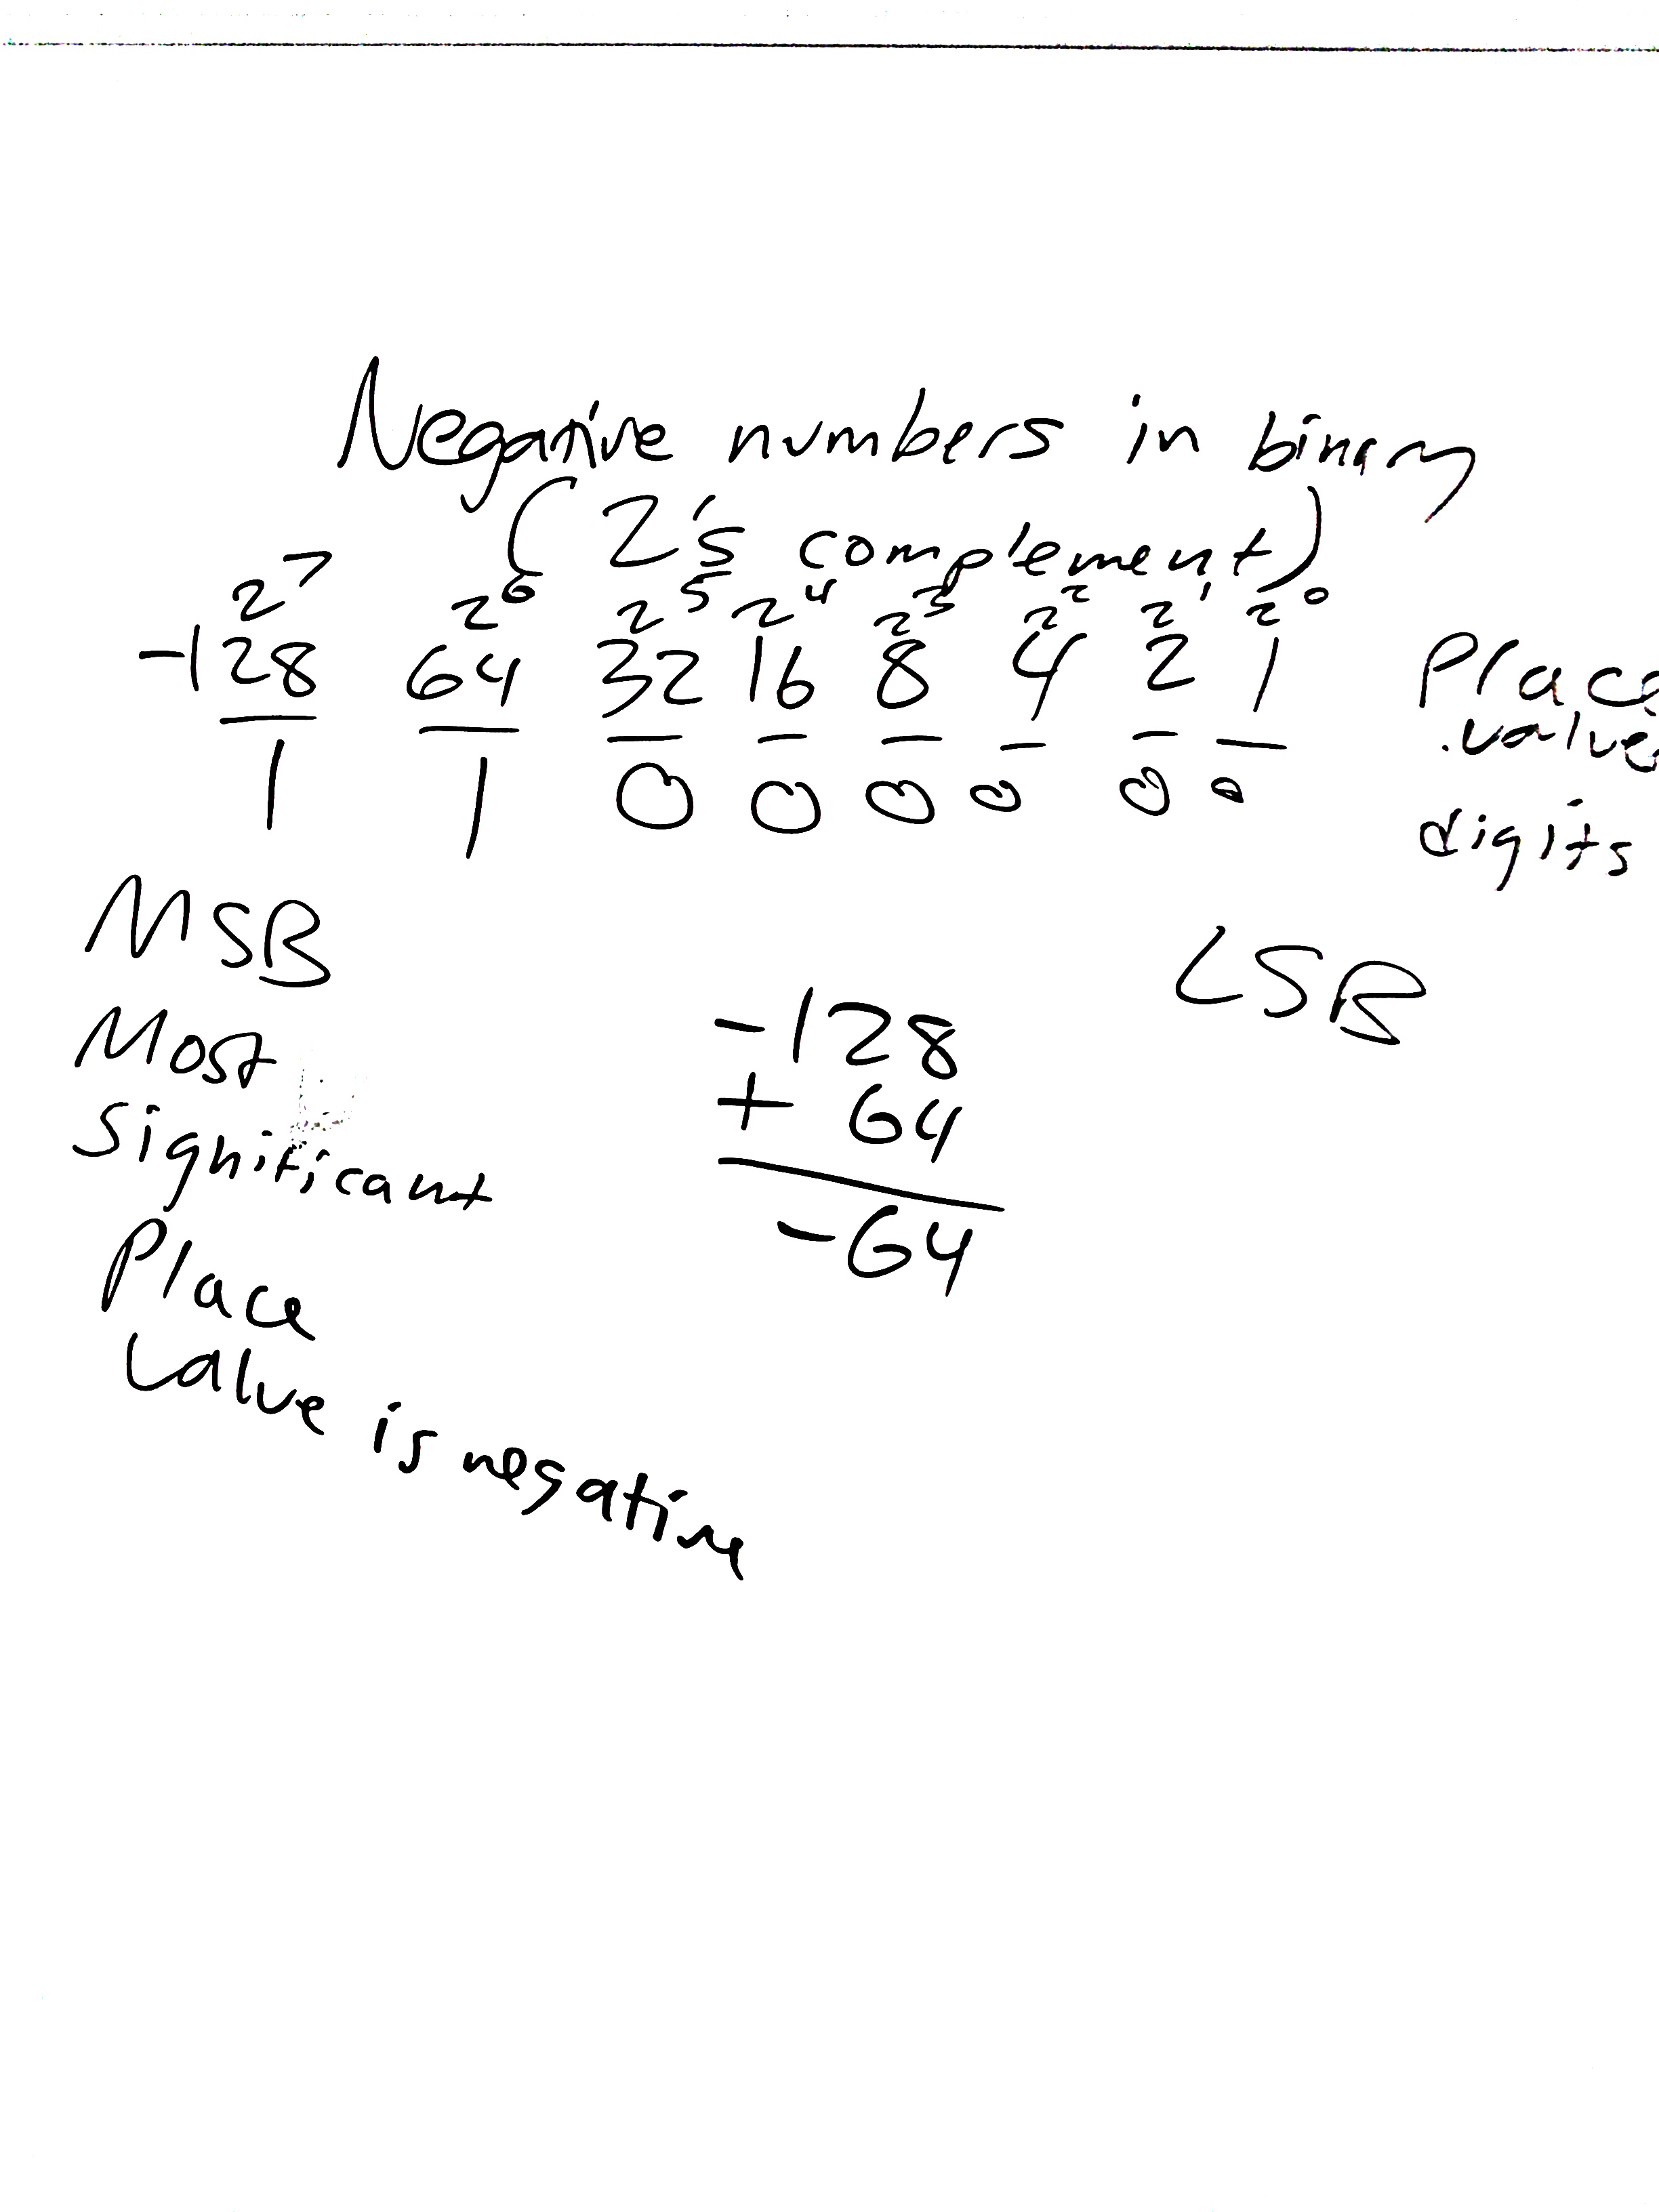 Negative numbers in binary
(2's complement)
2^7 2^6 2^5 2^4 2^3 2^2 2^1 2^0
-128 64 32 16 8 4 2 1 Place
value
1 1 0 0 0 0 0 0 digits
MSB LSB
Most
Significant
Place
Value is negative
-128
+ 64
-64